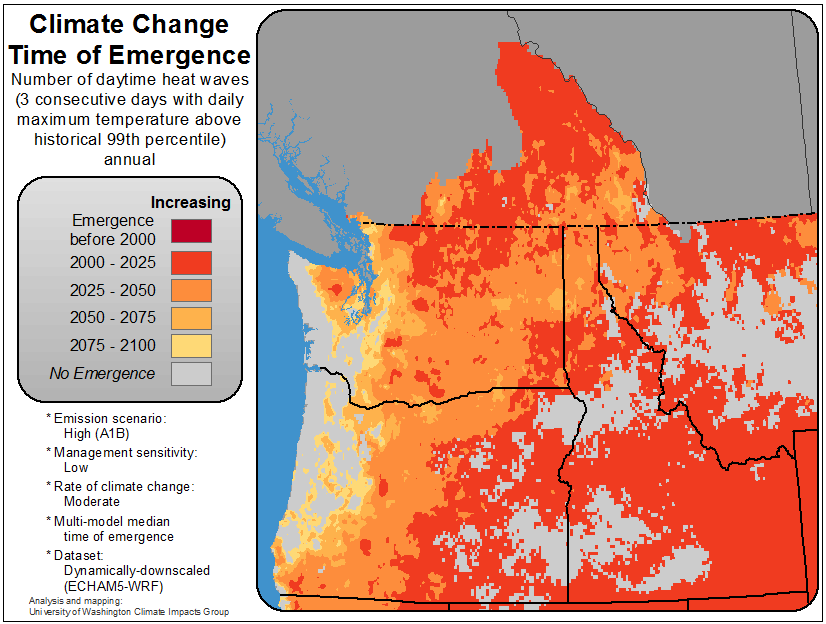 Climate Change
Time of Emergence
Number of daytime heat waves
(3 consecutive days with daily
maximum temperature above
historical 99th percentile)
annual
Increasing
Emergence
before 2000
2000 - 2025
2025 - 2050
2050 - 2075
2075 - 2100
No Emergence
* Emission scenario:
High (A1B)
* Management sensitivity:
Low
* Rate of climate change:
Moderate
* Multi-model median
time of emergence
* Dataset:
Dynamically-downscaled
(ECHAM5-WRF)
Analysis and mapping:
University of Washington Climate Impacts Group